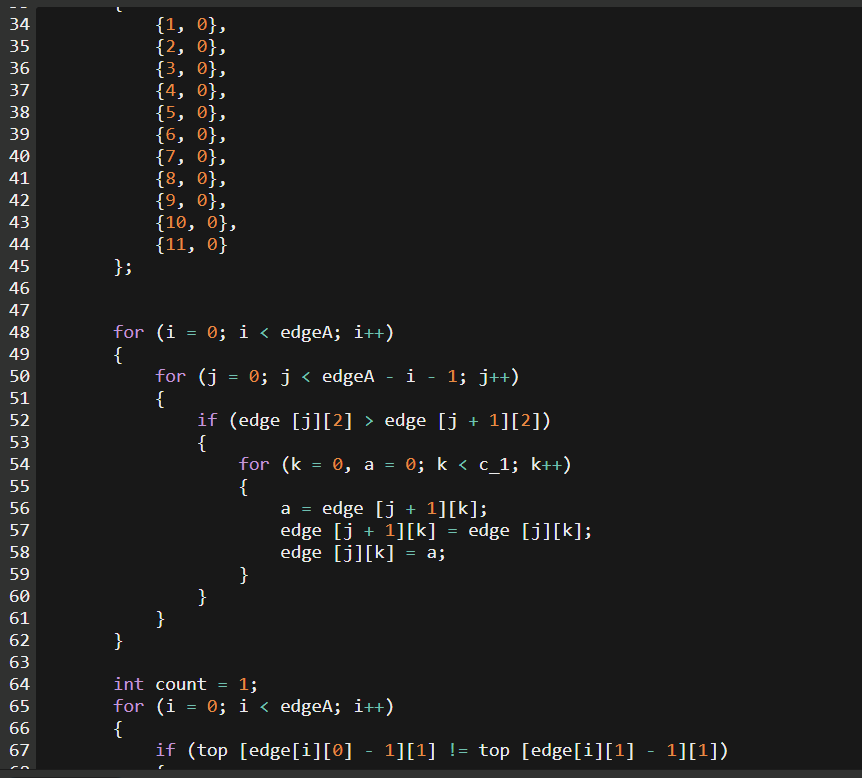 34 {1, 0},
35 {2, 0},
36 {3, 0},
37 {4, 0},
38 {5, 0},
39 {6, 0},
40 {7, 0},
41 {8, 0},
42 {9, 0},
43 {10, 0},
44 {11, 0}
45 };
46
47
48 for (i = 0; i < edgeA; i++)
49 {
50 for (j = 0; j < edgeA - i - 1; j++)
51 {
52 if (edge [j][2] > edge [j + 1][2])
53 {
54 for (k = 0, a = 0; k < c_1; k++)
55 {
56 a = edge [j + 1][k];
57 edge [j + 1][k] = edge [j][k];
58 edge [j][k] = a;
59 }
60 }
61 }
62 }
63
64 int count = 1;
65 for (i = 0; i < edgeA; i++)
66 {
67 if (top [edge[i][0] - 1][1] != top [edge[i][1] - 1][1])